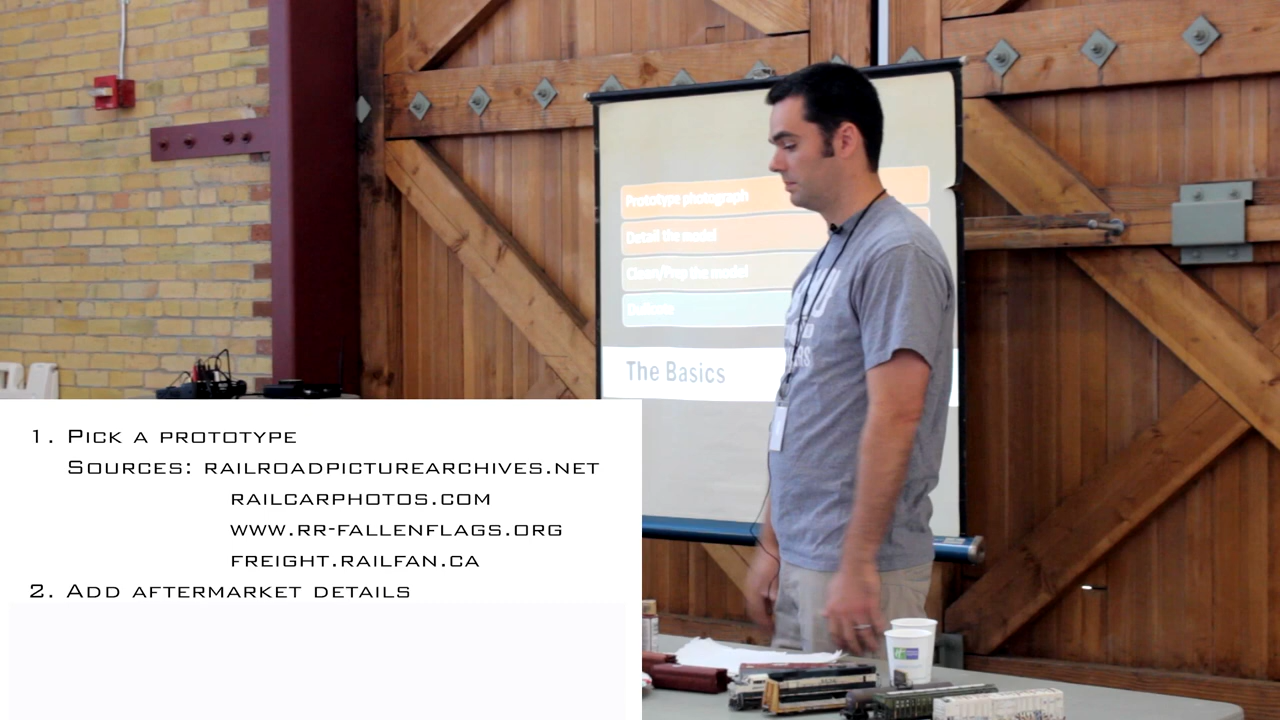 Prototype photograph
Detail the model
Clean/Prep the model
Dullcote
The Basics
1. Pick a prototype
Sources: railroadpicturearchives.net
railcarphotos.com
www.rr-fallenflags.org
freight.railfan.ca
2. Add aftermarket details